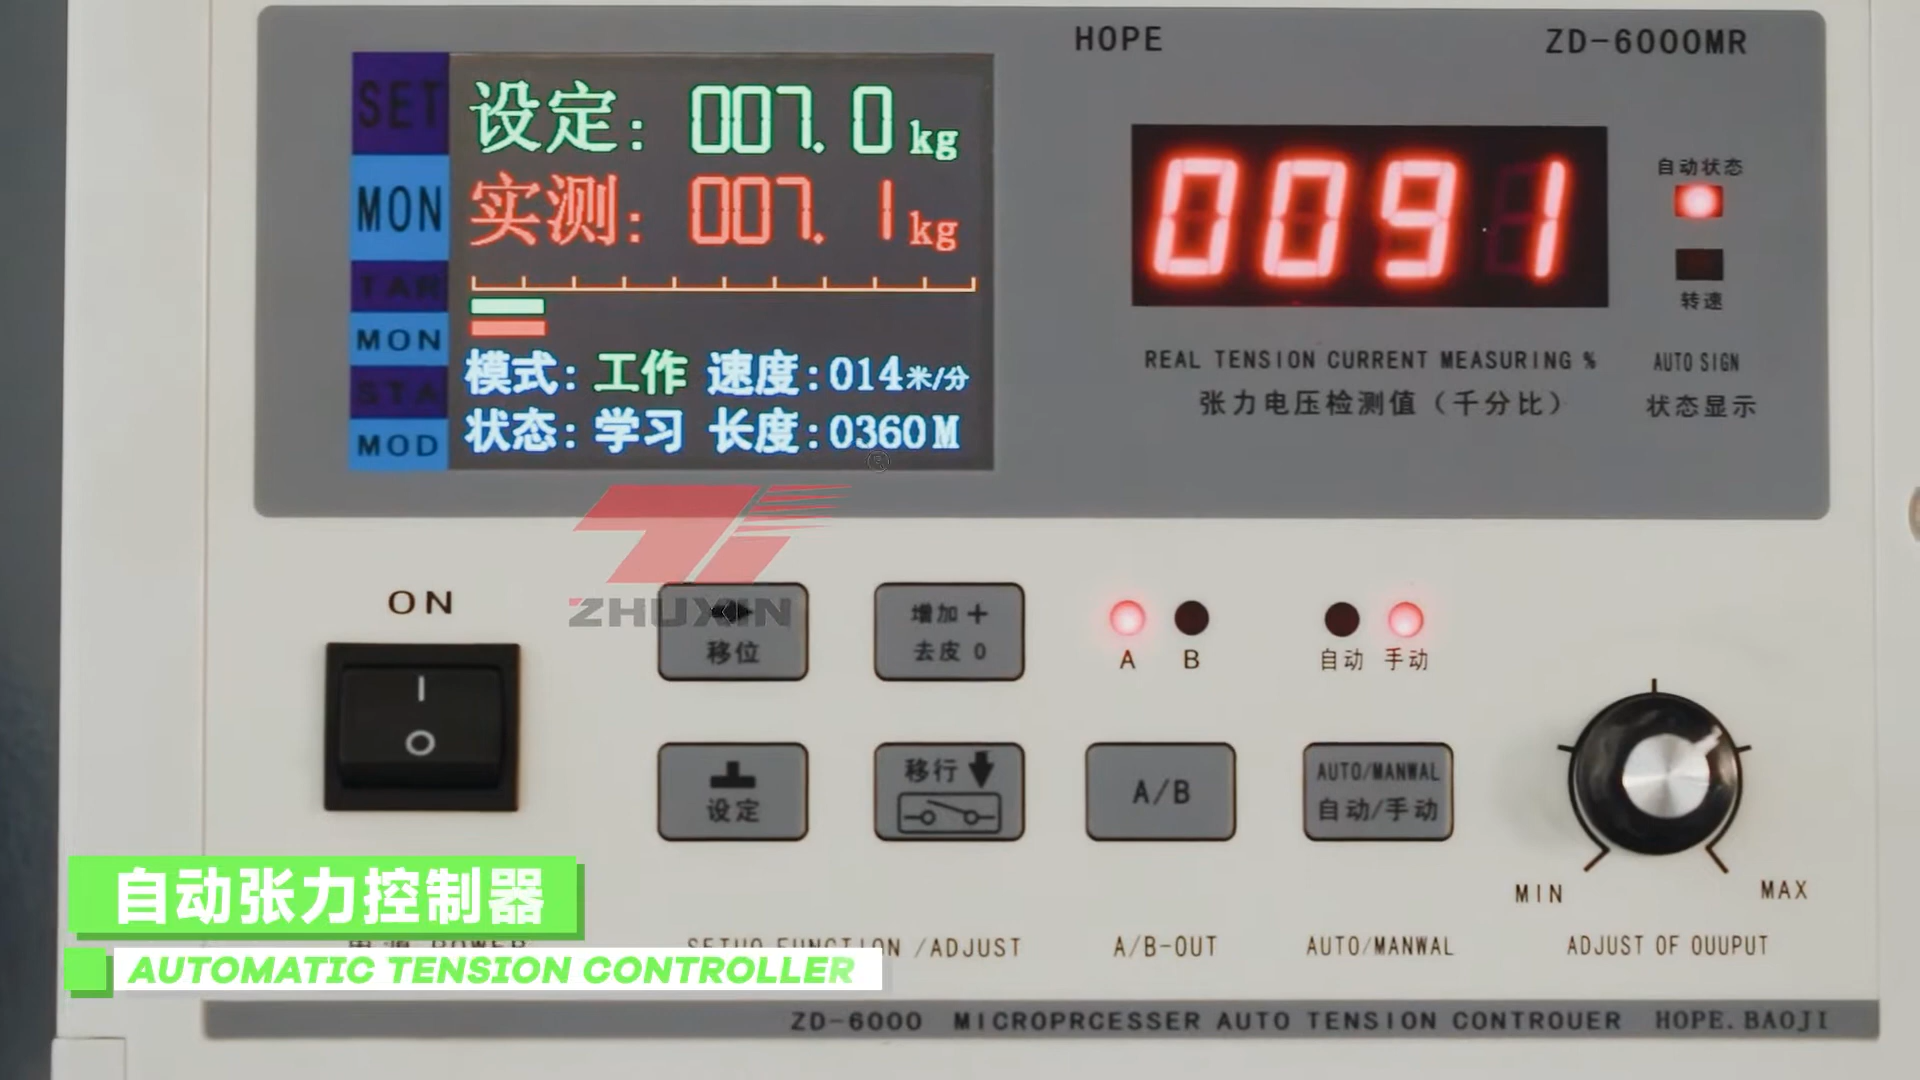 HOPE
ZD-6000MR
SET
设定: 007.0kg
MON
实测: 007.1kg
TAR
MON
模式: 工作 速度:014米/分
STA
MOD
状态: 学习 长度:0360M
0091
自动状态
转速
REAL TENSION CURRENT MEASURING %
张力电压检测值（千分比）
AUTO SIGN
状态显示
ZHUXIN
ON
I
O
移位
增加+
去皮 0
A
B
自动
手动
设定
移行
A/B
AUTO/MANWAL
自动/手动
MIN
MAX
自动张力控制器
AUTOMATIC TENSION CONTROLLER
FUNCTION /ADJUST
A/B-OUT
AUTO/MANWAL
ADJUST OF OUUPUT
ZD-6000 MICROPRCESSER AUTO TENSION CONTROUER HOPE.BAOJI